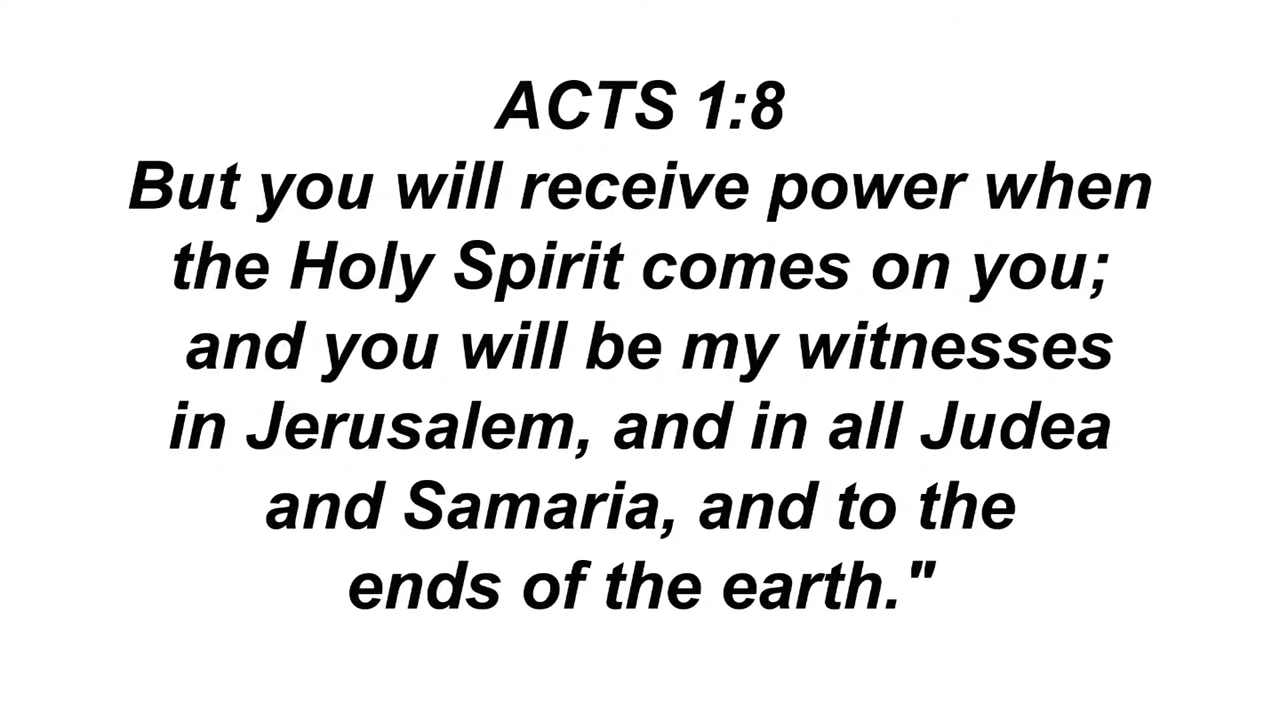 ACTS 1:8
But you will receive power when
the Holy Spirit comes on you;
and you will be my witnesses
in Jerusalem, and in all Judea
and Samaria, and to the
ends of the earth."